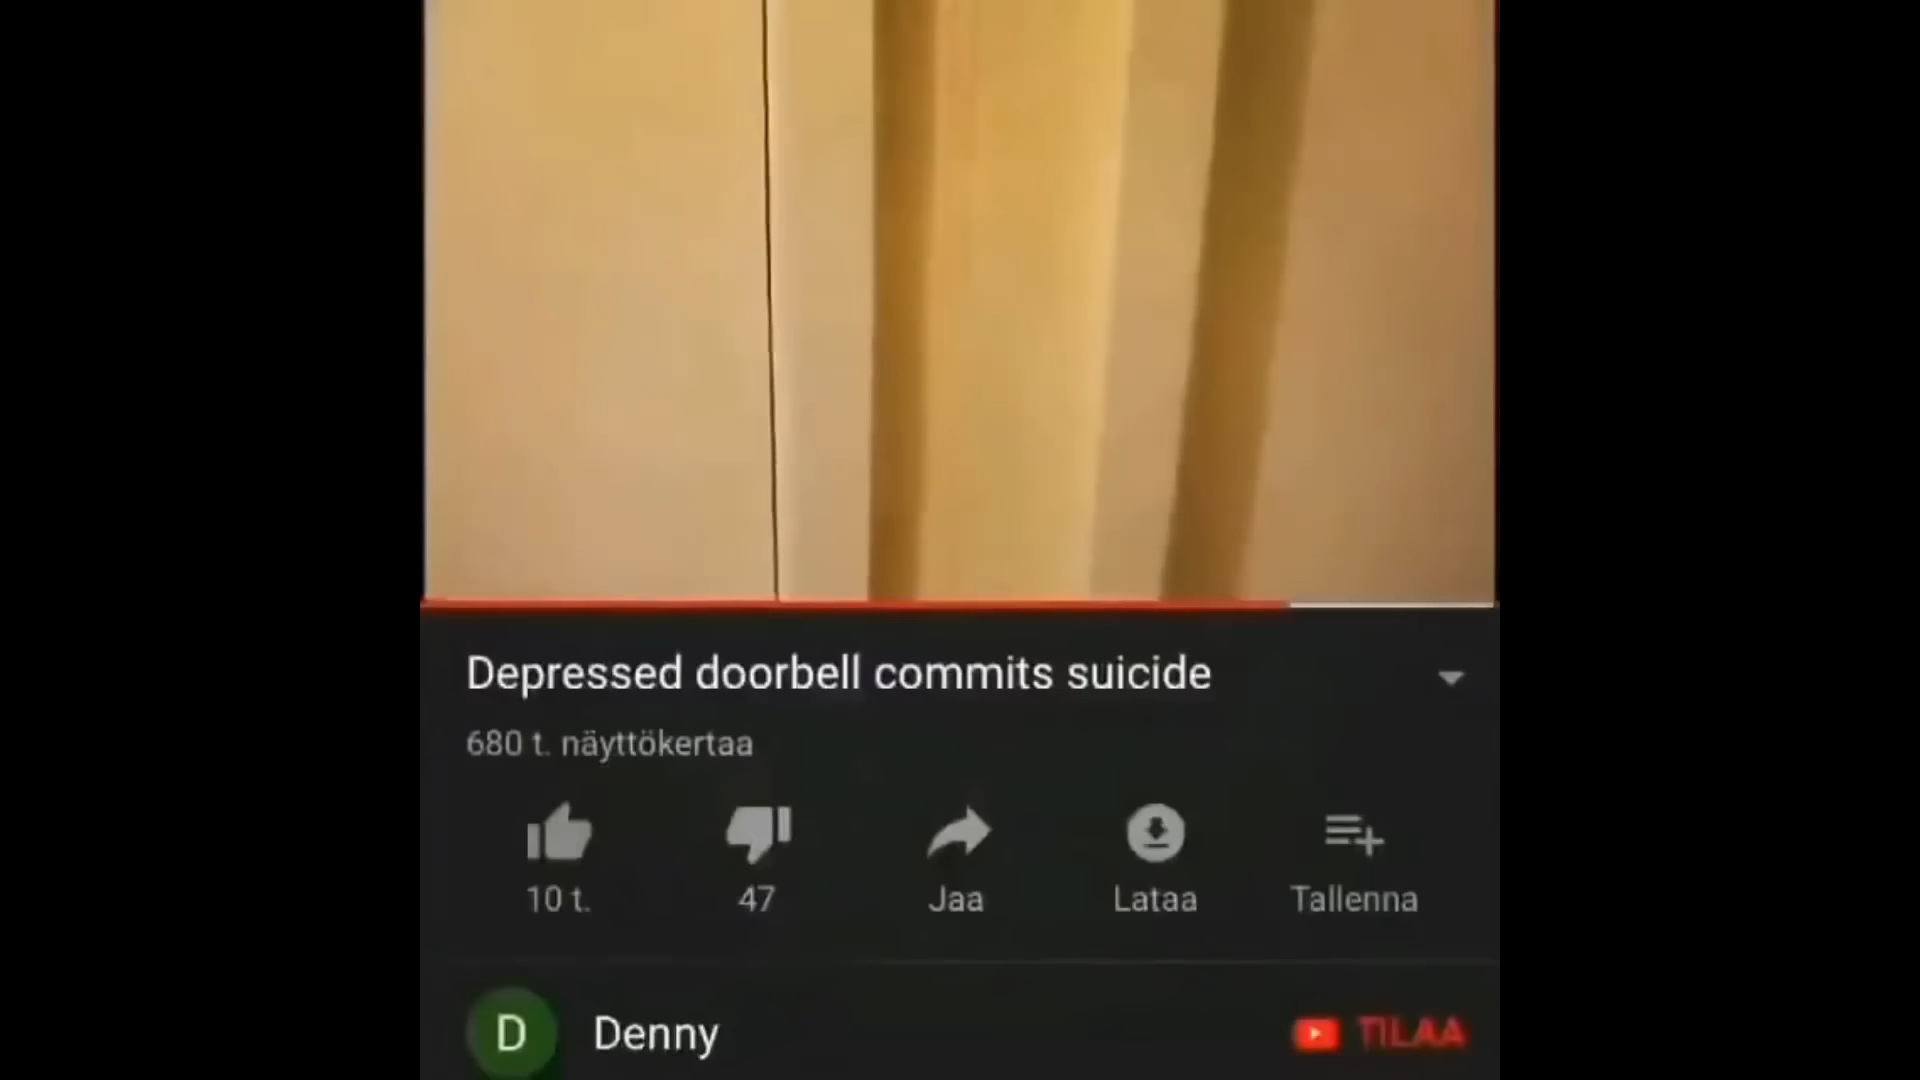 Depressed doorbell commits suicide
680 t. näyttökertaa
10 t.
47
Jaa
Lataa
Tallenna
D
Denny
TILAA